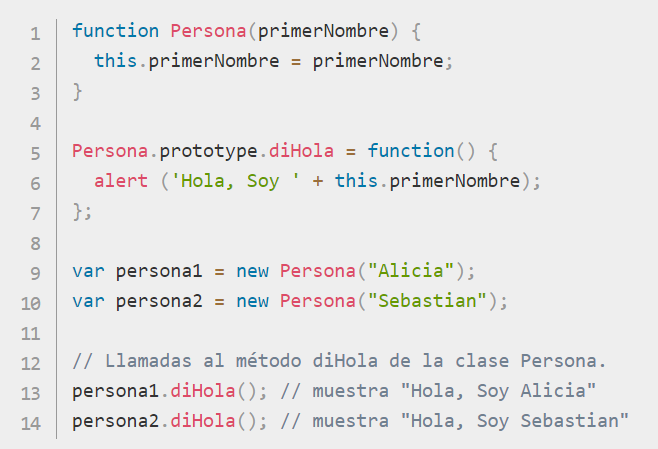 1 function Persona(primerNombre) {
2   this.primerNombre = primerNombre;
3 }
4
5 Persona.prototype.diHola = function() {
6   alert ('Hola, Soy ' + this.primerNombre);
7 };
8
9 var persona1 = new Persona("Alicia");
10 var persona2 = new Persona("Sebastian");
11
12 // Llamadas al método diHola de la clase Persona.
13 persona1.diHola(); // muestra "Hola, Soy Alicia"
14 persona2.diHola(); // muestra "Hola, Soy Sebastian"